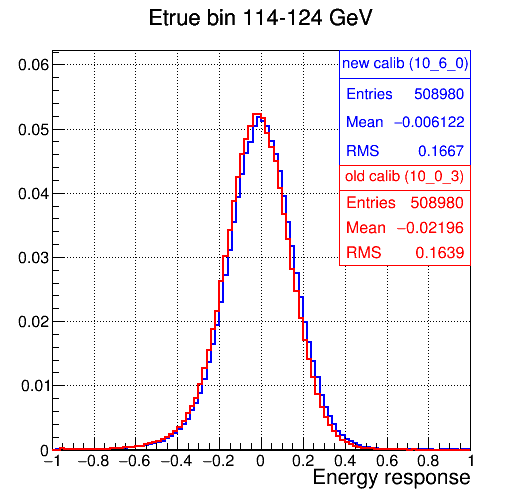 Etrue bin 114-124 GeV
new calib (10_6_0)
Entries 508980
Mean −0.006122
RMS 0.1667
old calib (10_0_3)
Entries 508980
Mean −0.02196
RMS 0.1639
0.06
0.05
0.04
0.03
0.02
0.01
0
−1 −0.8 −0.6 −0.4 −0.2 0 0.2 0.4 0.6 0.8 1
Energy response